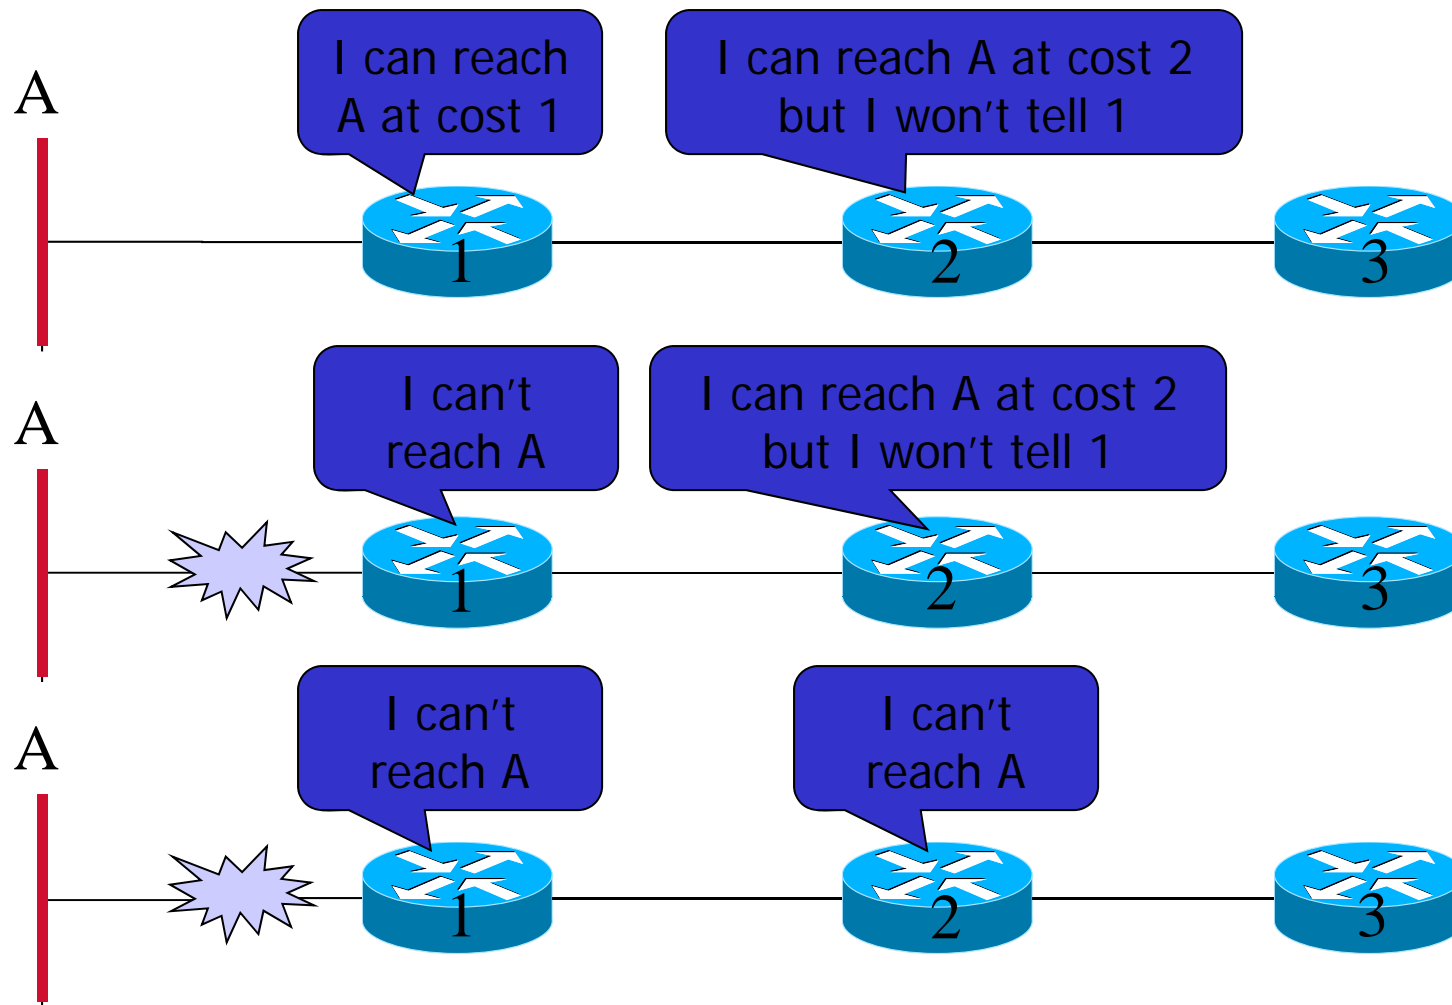 I can reach
A at cost 1
I can reach A at cost 2
but I won't tell 1
A
1
2
3
I can't
reach A
I can reach A at cost 2
but I won't tell 1
A
1
2
3
I can't
reach A
I can't
reach A
A
1
2
3